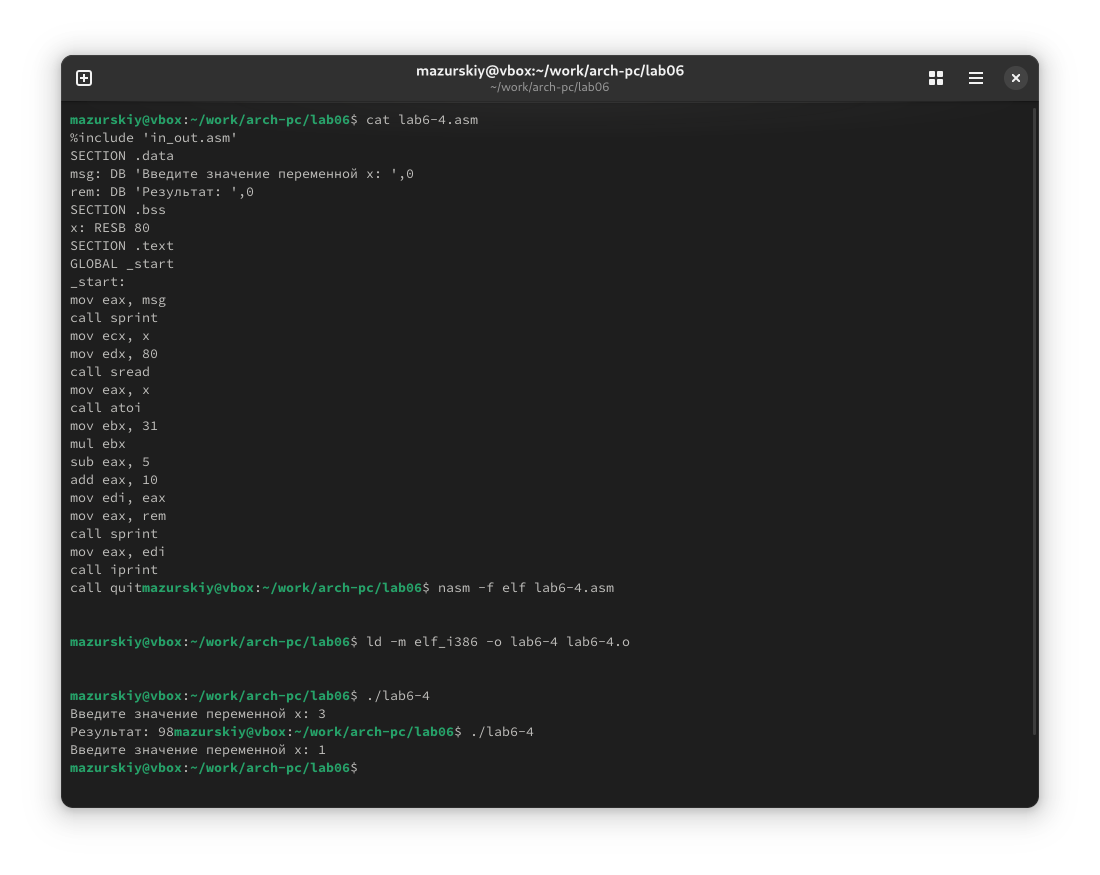 mazurskiy@vbox:~/work/arch-pc/lab06
~/work/arch-pc/lab06
mazurskiy@vbox:~/work/arch-pc/lab06$ cat lab6-4.asm
%include 'in_out.asm'
SECTION .data
msg: DB 'Введите значение переменной x: ',0
rem: DB 'Результат: ',0
SECTION .bss
x: RESB 80
SECTION .text
GLOBAL _start
_start:
mov eax, msg
call sprint
mov ecx, x
mov edx, 80
call sread
mov eax, x
call atoi
mov ebx, 31
mul ebx
sub eax, 5
add eax, 10
mov edi, eax
mov eax, rem
call sprint
mov eax, edi
call iprint
call quitmazurskiy@vbox:~/work/arch-pc/lab06$ nasm -f elf lab6-4.asm
mazurskiy@vbox:~/work/arch-pc/lab06$ ld -m elf_i386 -o lab6-4 lab6-4.o
mazurskiy@vbox:~/work/arch-pc/lab06$ ./lab6-4
Введите значение переменной x: 3
Результат: 98mazurskiy@vbox:~/work/arch-pc/lab06$ ./lab6-4
Введите значение переменной x: 1
mazurskiy@vbox:~/work/arch-pc/lab06$